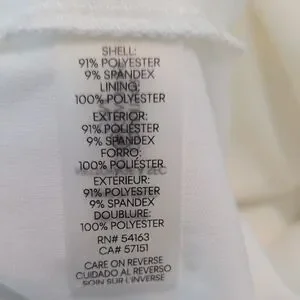 SHELL:
91% POLYESTER
9% SPANDEX
LINING:
100% POLYESTER
EXTERIOR:
91% POLIÉSTER
9% SPANDEX
FORRO:
100% POLIÉSTER
EXTÉRIEUR:
91% POLYESTER
9% SPANDEX
DOUBLURE:
100% POLYESTER
RN# 54163
CA# 57151
CARE ON REVERSE
CUIDADO AL REVERSO
SOIN SUR L'INVERSE